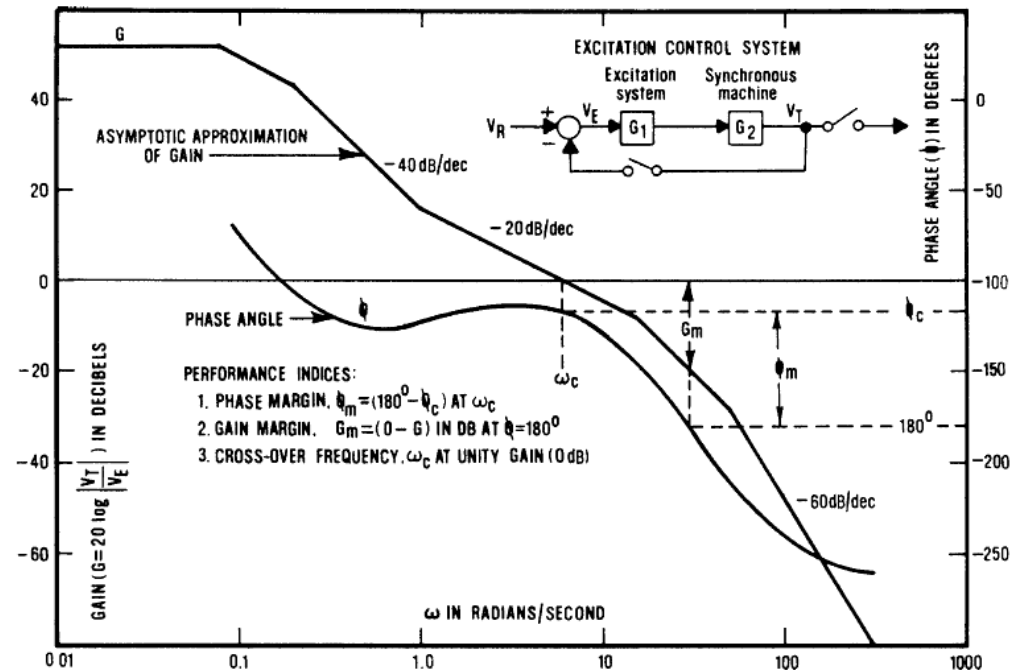 G
EXCITATION CONTROL SYSTEM
Excitation system
Synchronous machine
V_R
+
−
V_E
G₁
G₂
V_T
ASYMPTOTIC APPROXIMATION OF GAIN
−40 dB/dec
−20 dB/dec
PHASE ANGLE
ϕ
G_m
ϕ_c
ϕ_m
ω_c
180°
−60 dB/dec
PERFORMANCE INDICES:
1. PHASE MARGIN, ϕ_m=(180°−ϕ_c) AT ω_c
2. GAIN MARGIN, G_m=(0−G) IN DB AT ϕ=180°
3. CROSS-OVER FREQUENCY, ω_c AT UNITY GAIN (0 dB)
GAIN (G=20 log |V_T/V_E|) IN DECIBELS
40
20
0
−20
−40
−60
PHASE ANGLE (ϕ) IN DEGREES
0
−50
−100
−150
−200
−250
ω IN RADIANS/SECOND
0 01
0.1
1.0
10
100
1000